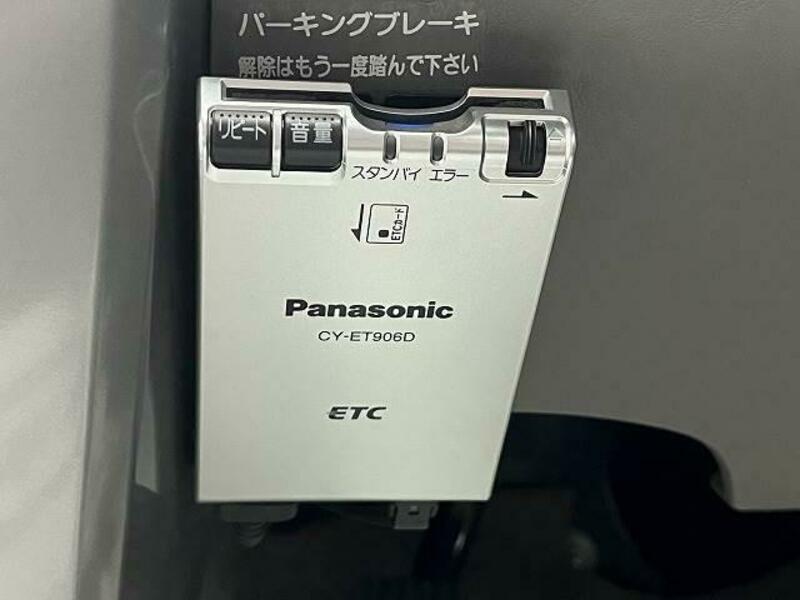 パーキングブレーキ
解除はもう一度踏んで下さい
リピート 音量
スタンバイ エラー
ETCカード
Panasonic
CY-ET906D
ETC